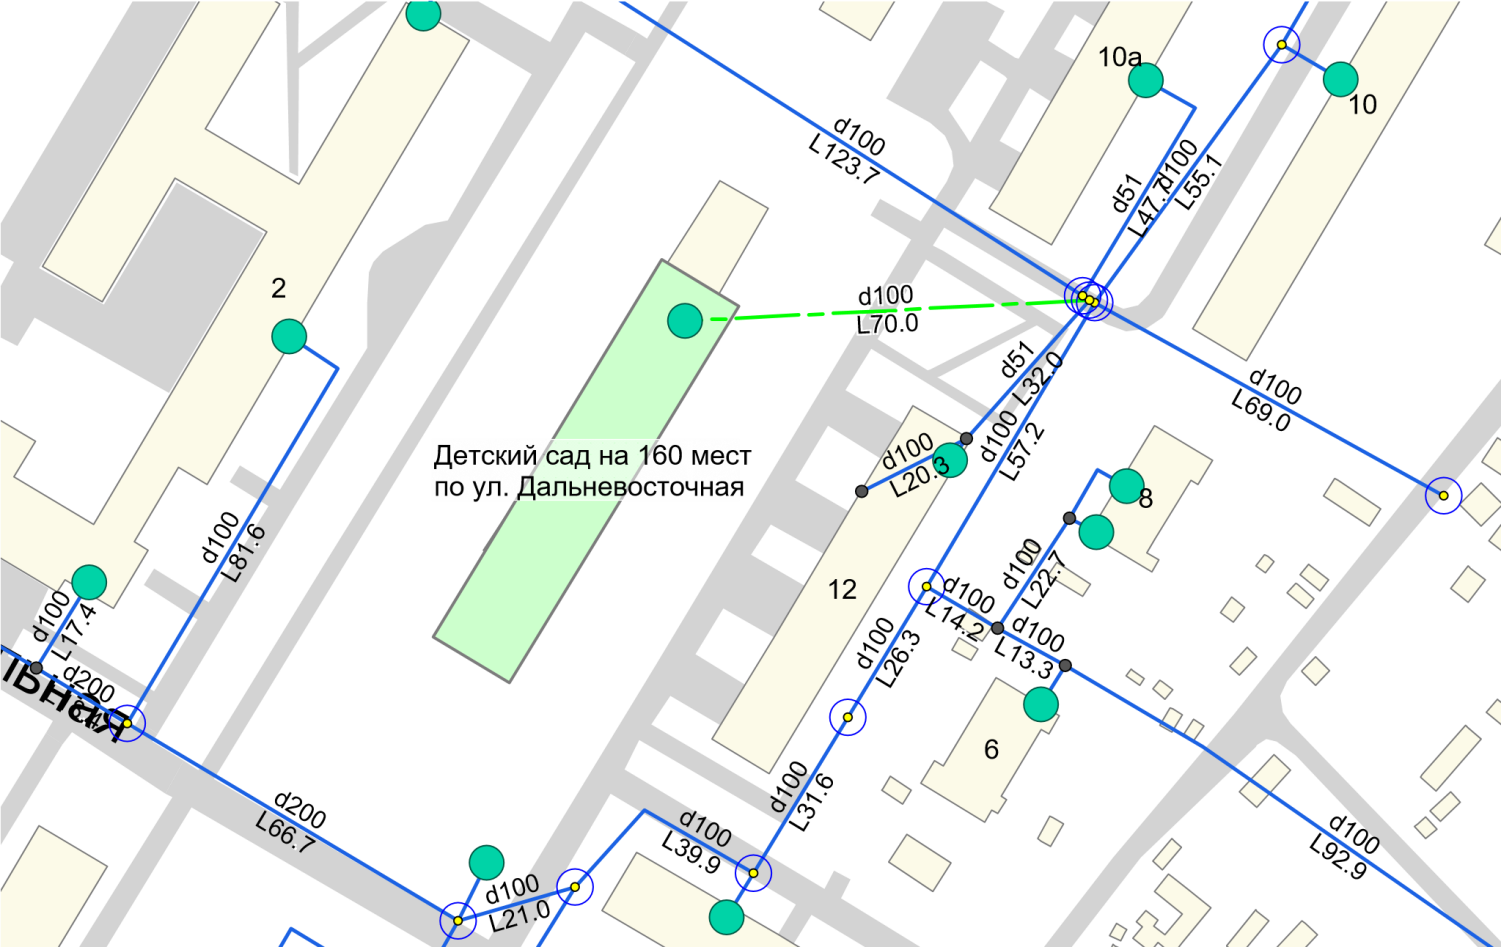 10а
10
d100
L123.7
d51
L47.7
d100
L55.1
2
d100
L70.0
d51
L32.0
d100
L69.0
d100
L57.2
d100
L20.3
Детский сад на 160 мест
по ул. Дальневосточная
8
d100
L81.6
d100
L22.7
12
d100
L14.2
d100
L13.3
d100
L17.4
d100
L26.3
d200
льная
6
d100
L31.6
d200
L66.7
d100
L39.9
d100
L92.9
d100
L21.0